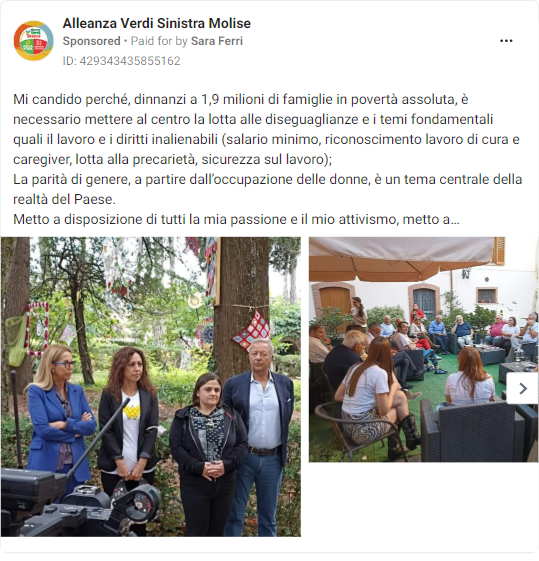 Alleanza Verdi Sinistra Molise
Sponsored • Paid for by Sara Ferri
ID: 429343435855162
Mi candido perché, dinnanzi a 1,9 milioni di famiglie in povertà assoluta, è
necessario mettere al centro la lotta alle diseguaglianze e i temi fondamentali
quali il lavoro e i diritti inalienabili (salario minimo, riconoscimento lavoro di cura e
caregiver, lotta alla precarietà, sicurezza sul lavoro);
La parità di genere, a partire dall’occupazione delle donne, è un tema centrale della
realtà del Paese.
Metto a disposizione di tutti la mia passione e il mio attivismo, metto a…